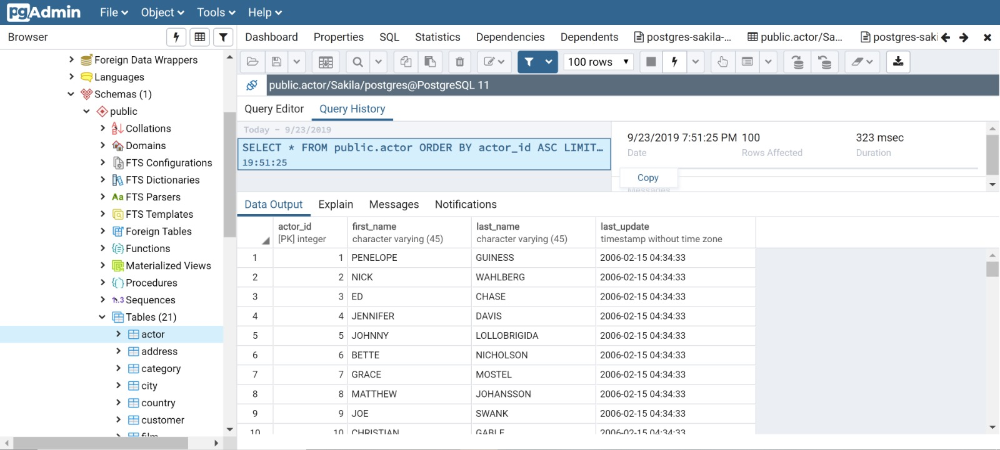 pgAdmin File Object Tools Help
Browser
Dashboard Properties SQL Statistics Dependencies Dependents postgres-sakila-... public.actor/Sa... postgres-saki
100 rows
public.actor/Sakila/postgres@PostgreSQL 11
Query Editor Query History
Today - 9/23/2019
SELECT * FROM public.actor ORDER BY actor_id ASC LIMIT…
19:51:25
9/23/2019 7:51:25 PM 100 323 msec
Date Rows Affected Duration
Copy
Messages
Foreign Data Wrappers
Languages
Schemas (1)
public
Collations
Domains
FTS Configurations
FTS Dictionaries
Aa FTS Parsers
FTS Templates
Foreign Tables
Functions
Materialized Views
Procedures
1..3 Sequences
Tables (21)
actor
address
category
city
country
customer
film
Data Output Explain Messages Notifications
actor_id first_name last_name last_update
[PK] integer character varying (45) character varying (45) timestamp without time zone
1 1 PENELOPE GUINESS 2006-02-15 04:34:33
2 2 NICK WAHLBERG 2006-02-15 04:34:33
3 3 ED CHASE 2006-02-15 04:34:33
4 4 JENNIFER DAVIS 2006-02-15 04:34:33
5 5 JOHNNY LOLLOBRIGIDA 2006-02-15 04:34:33
6 6 BETTE NICHOLSON 2006-02-15 04:34:33
7 7 GRACE MOSTEL 2006-02-15 04:34:33
8 8 MATTHEW JOHANSSON 2006-02-15 04:34:33
9 9 JOE SWANK 2006-02-15 04:34:33
10 10 CHRISTIAN GABLE 2006-02-15 04:34:33